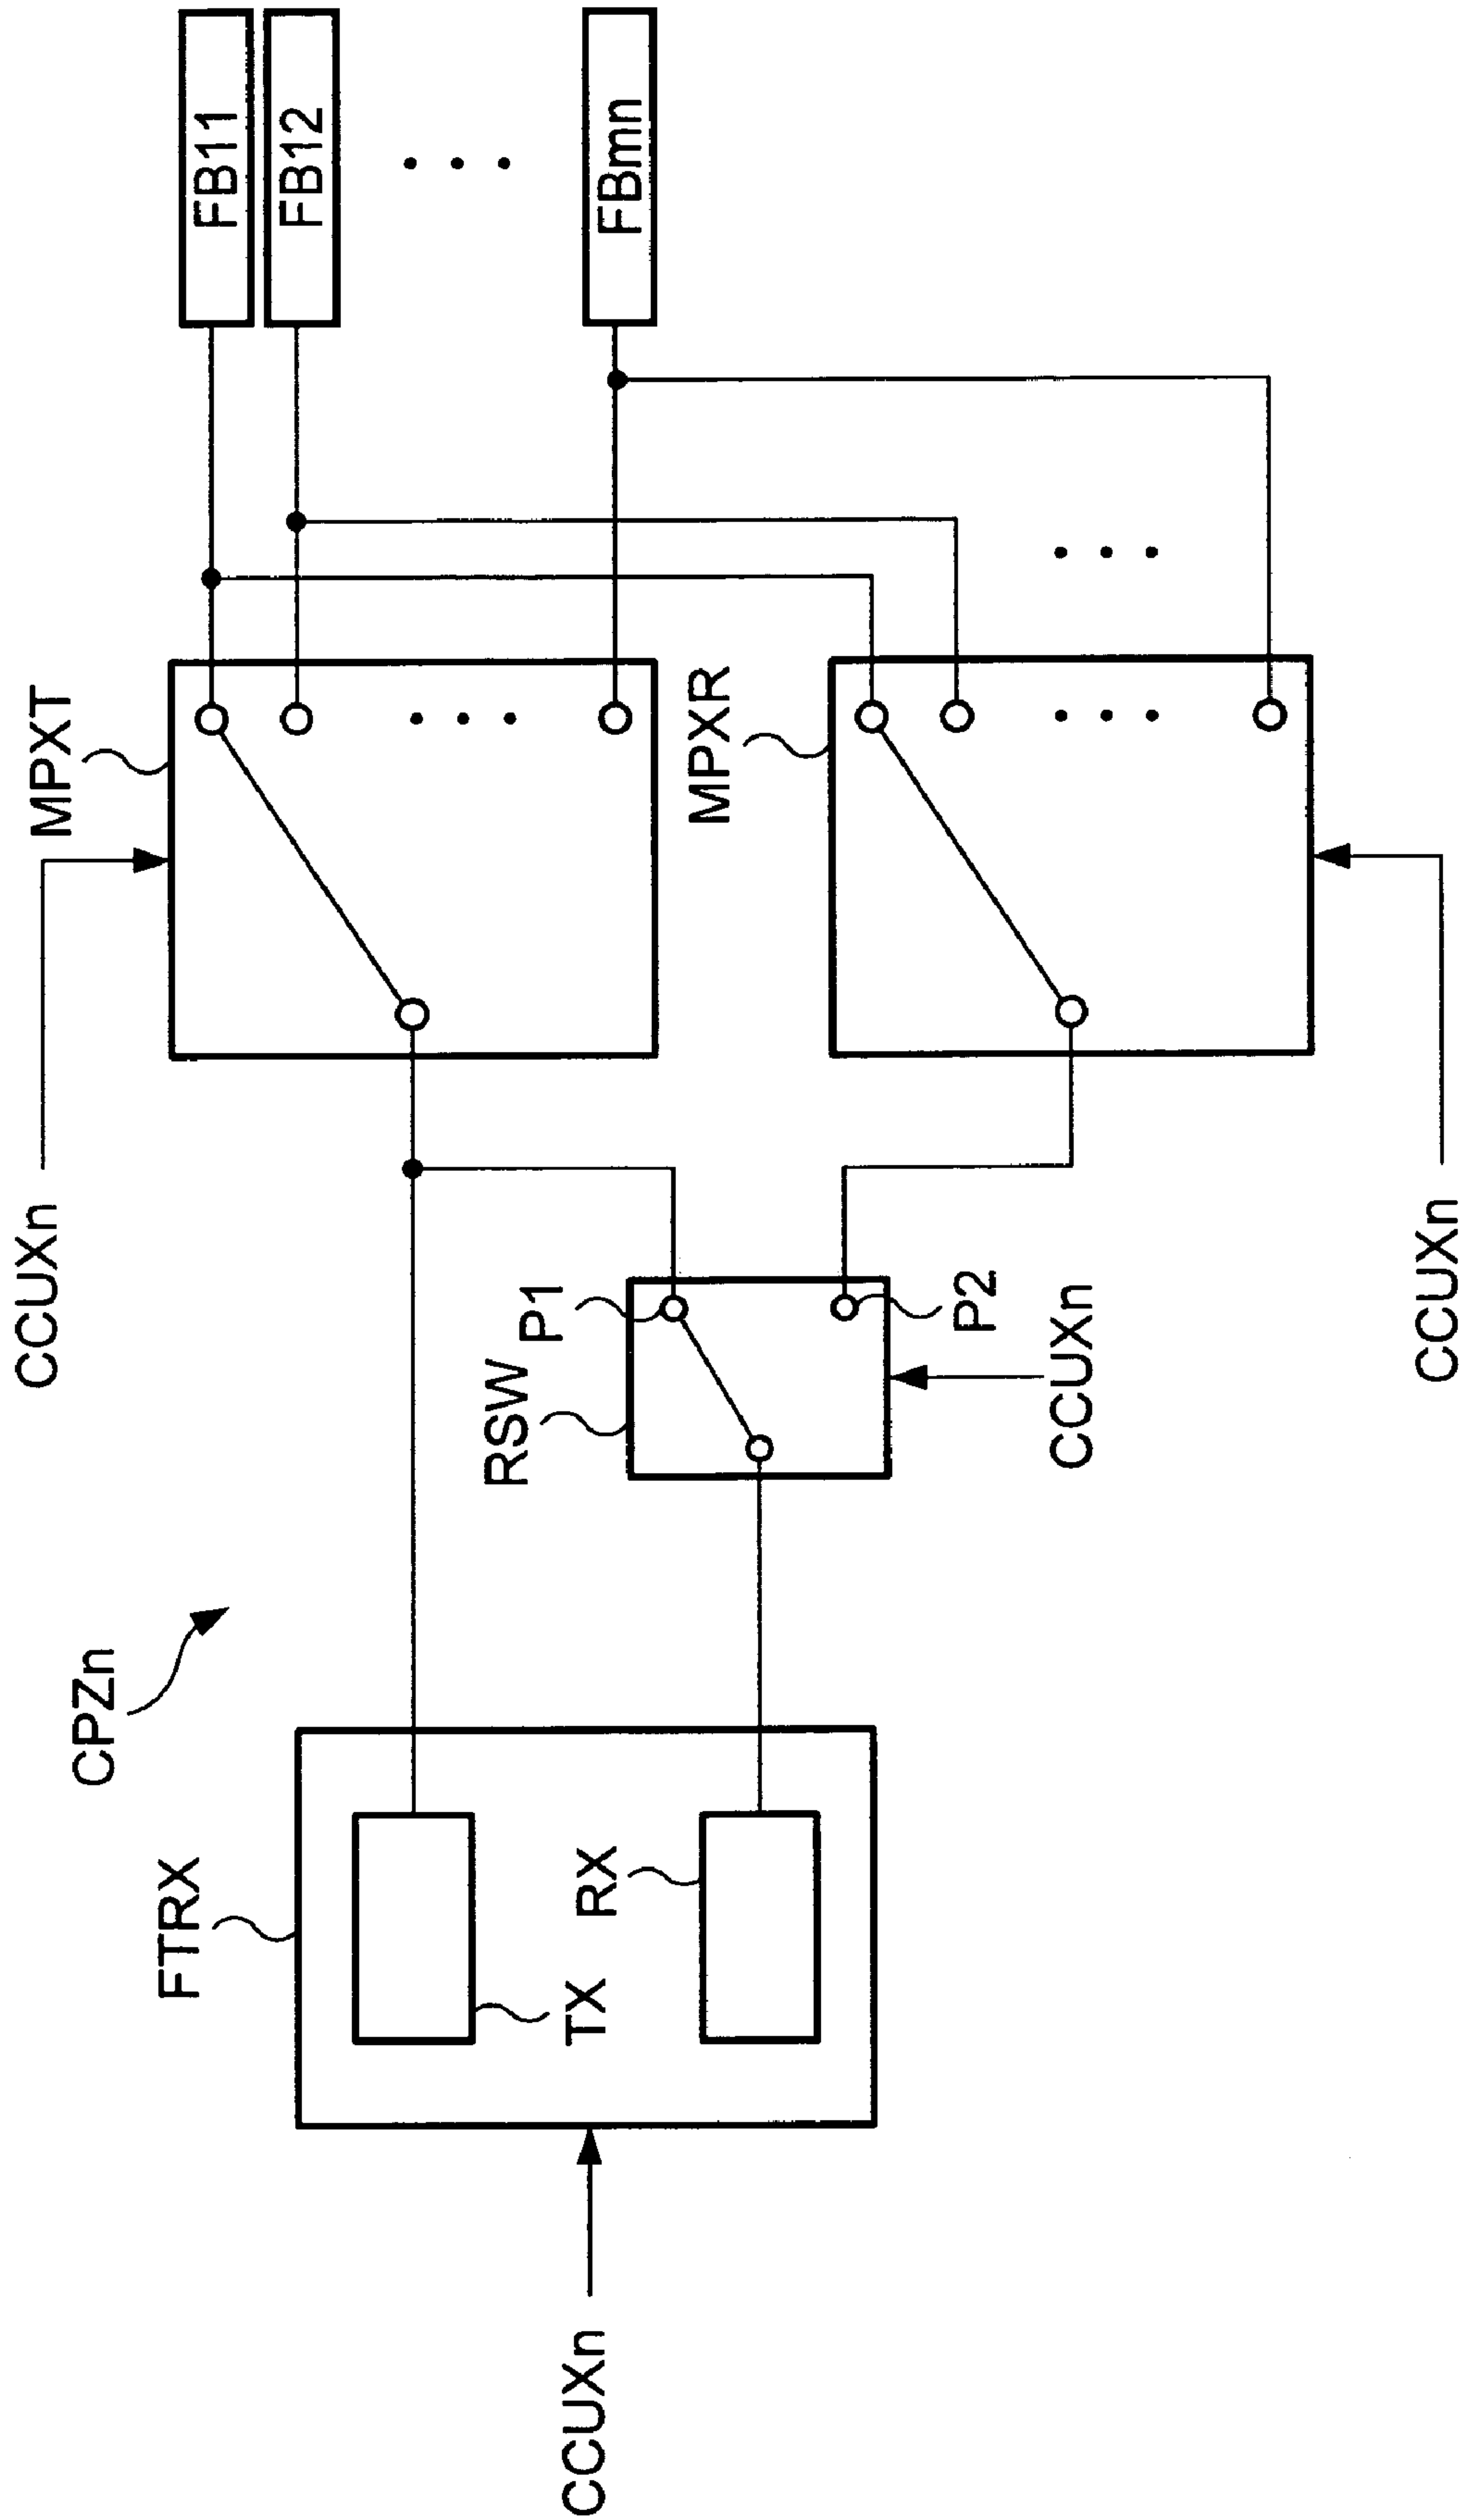 CCUXn
MPXT
FB11
FB12
FBmn
MPXR
CPZn
FTRX
TX
RX
RSW
P1
P2
CCUXn
CCUXn
CCUXn